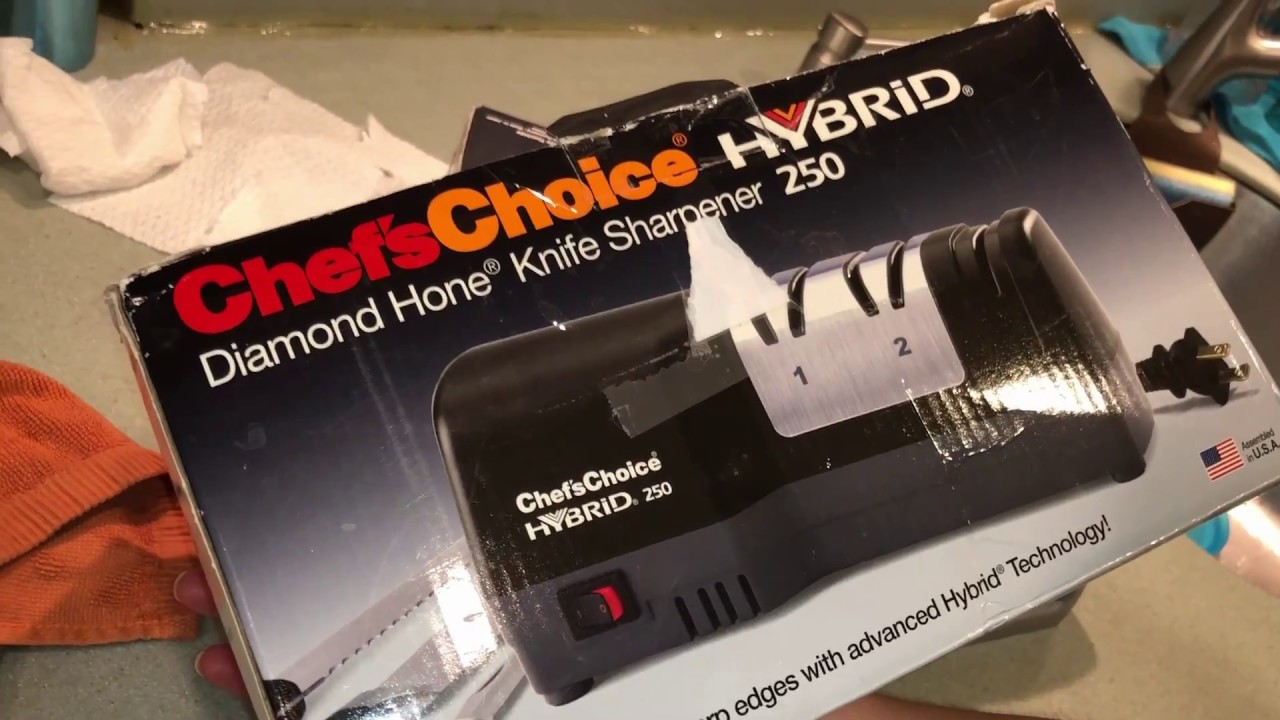 Chef'sChoice® HYBRiD®
Diamond Hone® Knife Sharpener 250
1 2
Chef'sChoice®
HYBRiD® 250
Assembled
in U.S.A.
edges with advanced Hybrid® Technology!